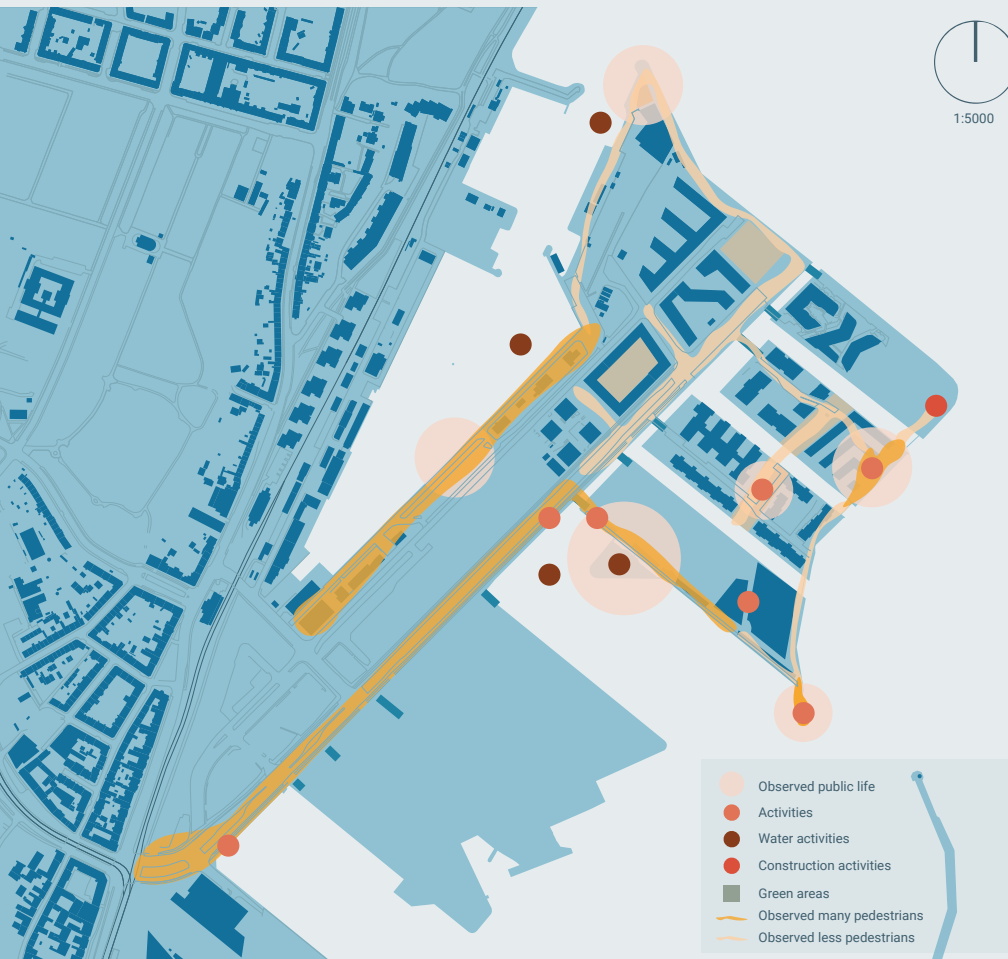 1:5000
Observed public life
Activities
Water activities
Construction activities
Green areas
Observed many pedestrians
Observed less pedestrians